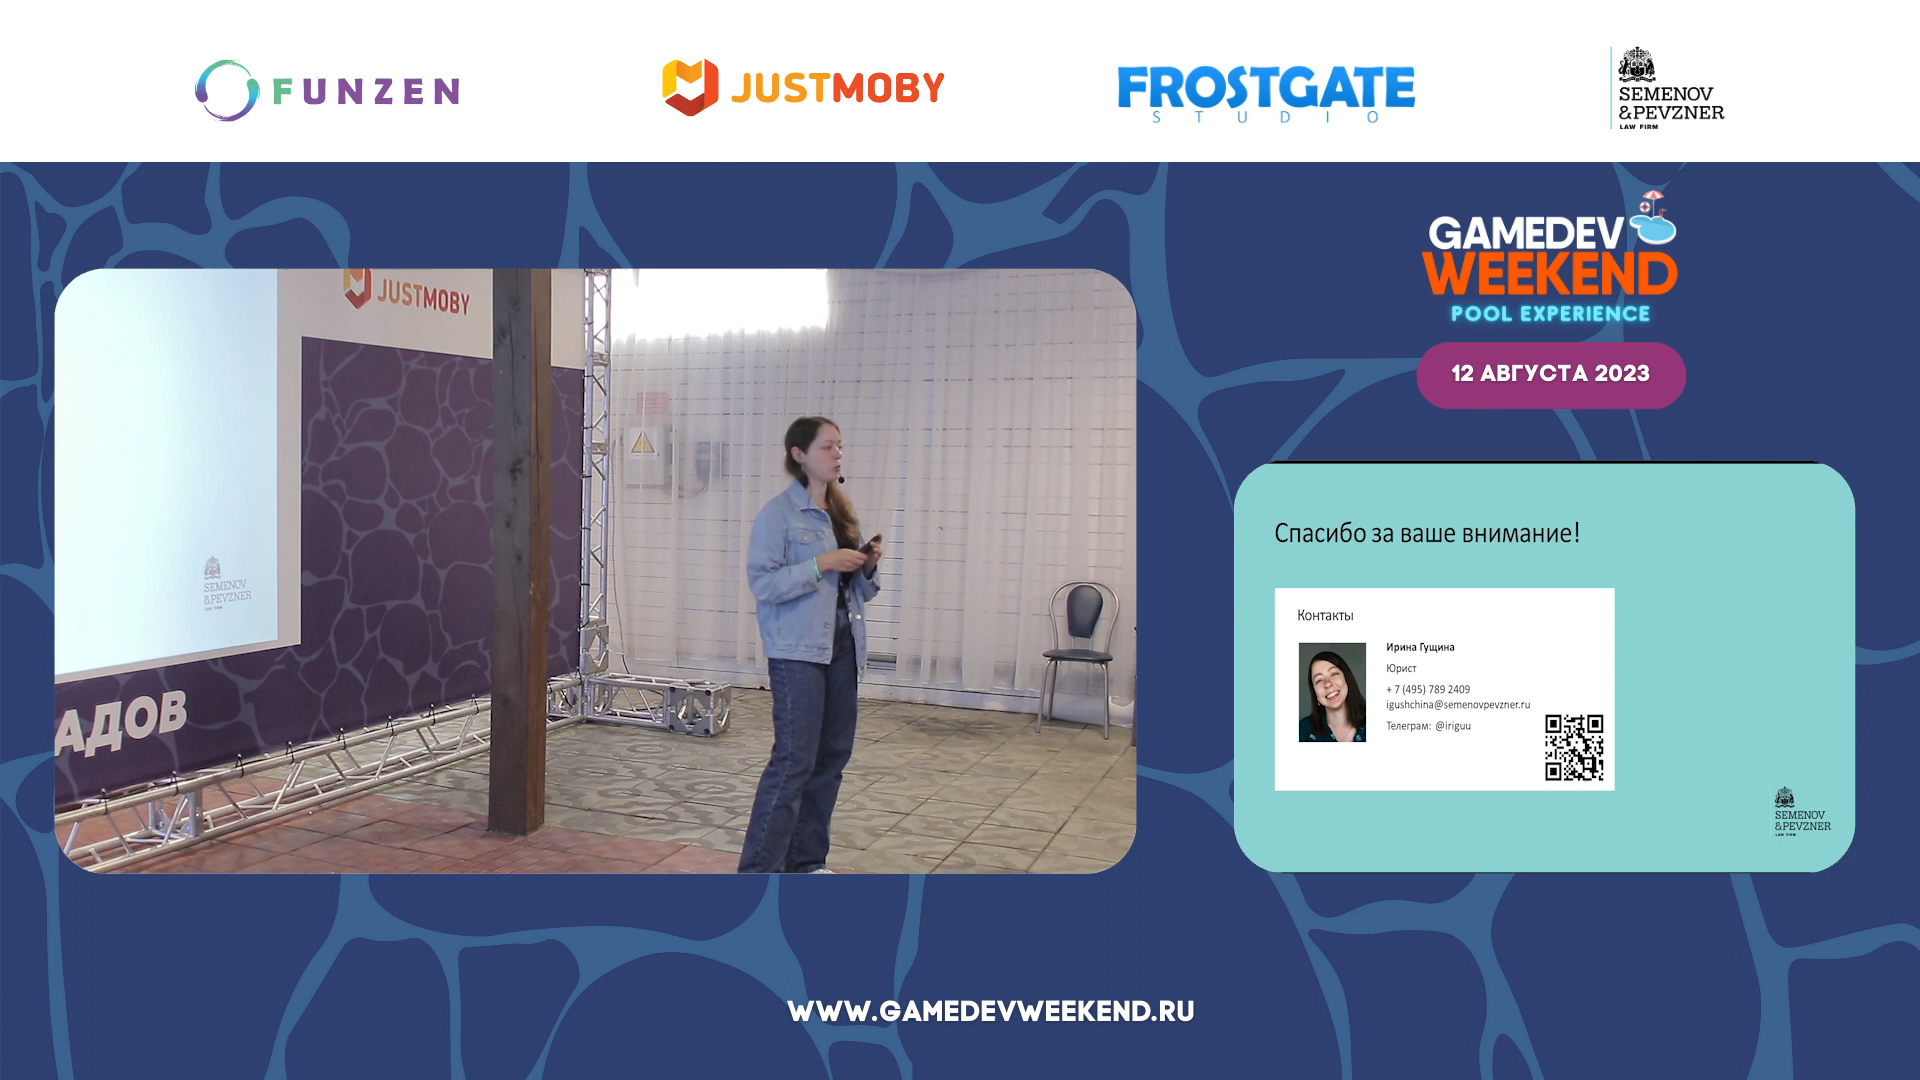 FUNZEN
JUSTMOBY
FROSTGATE
STUDIO
SEMENOV
&PEVZNER
LAW FIRM
GAMEDEV
WEEKEND
POOL EXPERIENCE
12 АВГУСТА 2023
JUSTMOBY
SEMENOV
&PEVZNER
АДОВ
Спасибо за ваше внимание!
Контакты
Ирина Гущина
Юрист
+ 7 (495) 789 2409
igushchina@semenovpevzner.ru
Телеграм: @iriguu
SEMENOV
&PEVZNER
LAW FIRM
WWW.GAMEDEVWEEKEND.RU